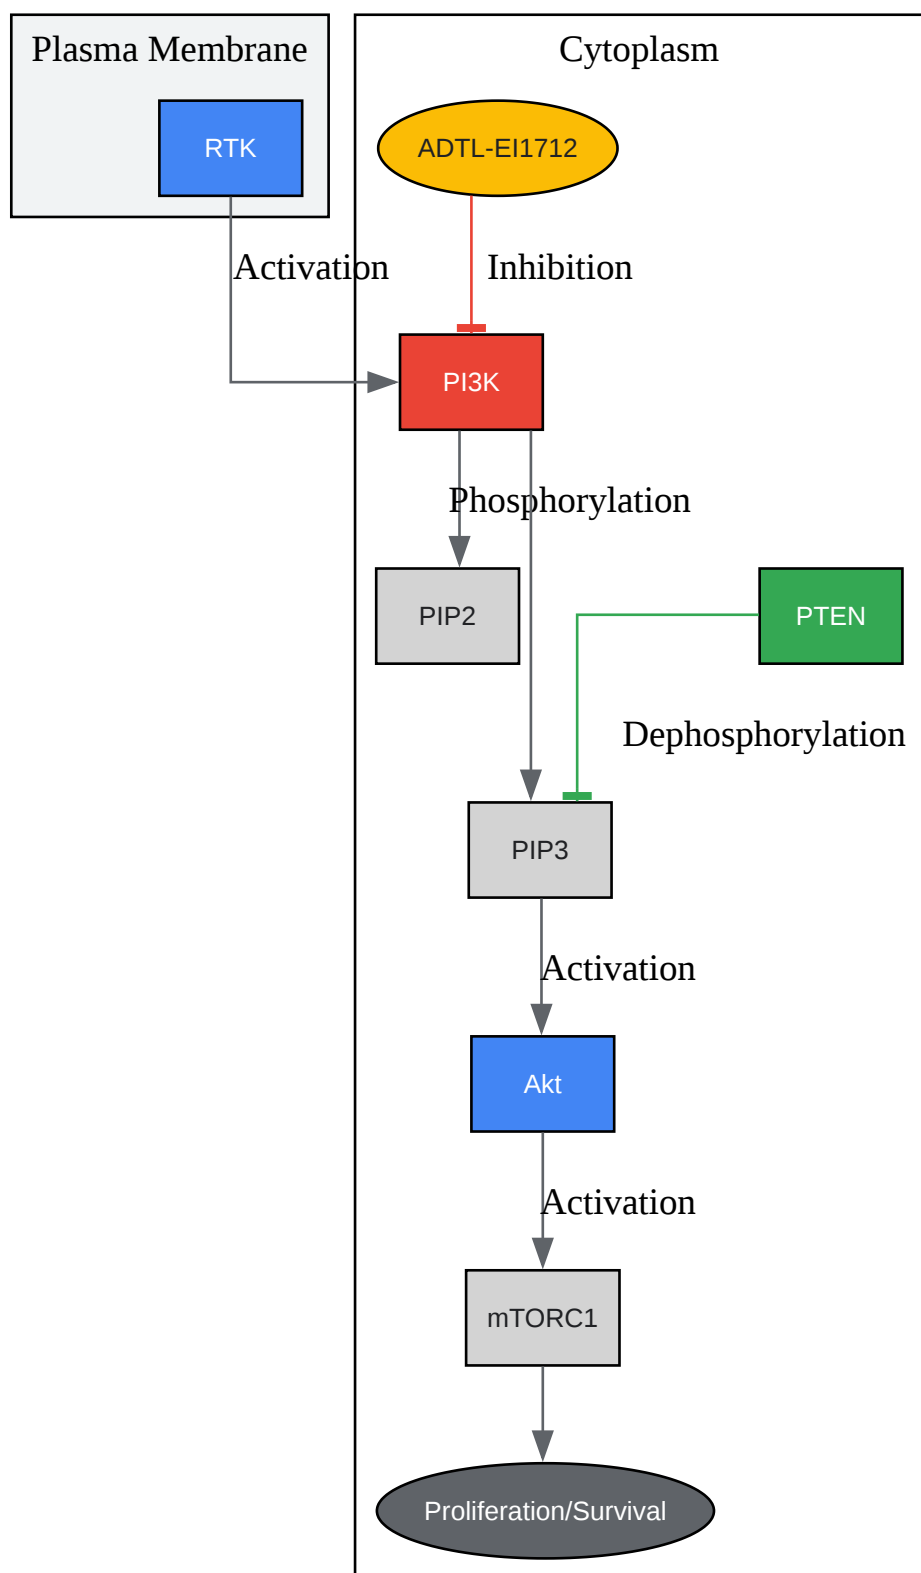 Plasma Membrane
Cytoplasm
RTK
ADTL-EI1712
Activation
Inhibition
PI3K
Phosphorylation
PIP2
PTEN
Dephosphorylation
PIP3
Activation
Akt
Activation
mTORC1
Proliferation/Survival